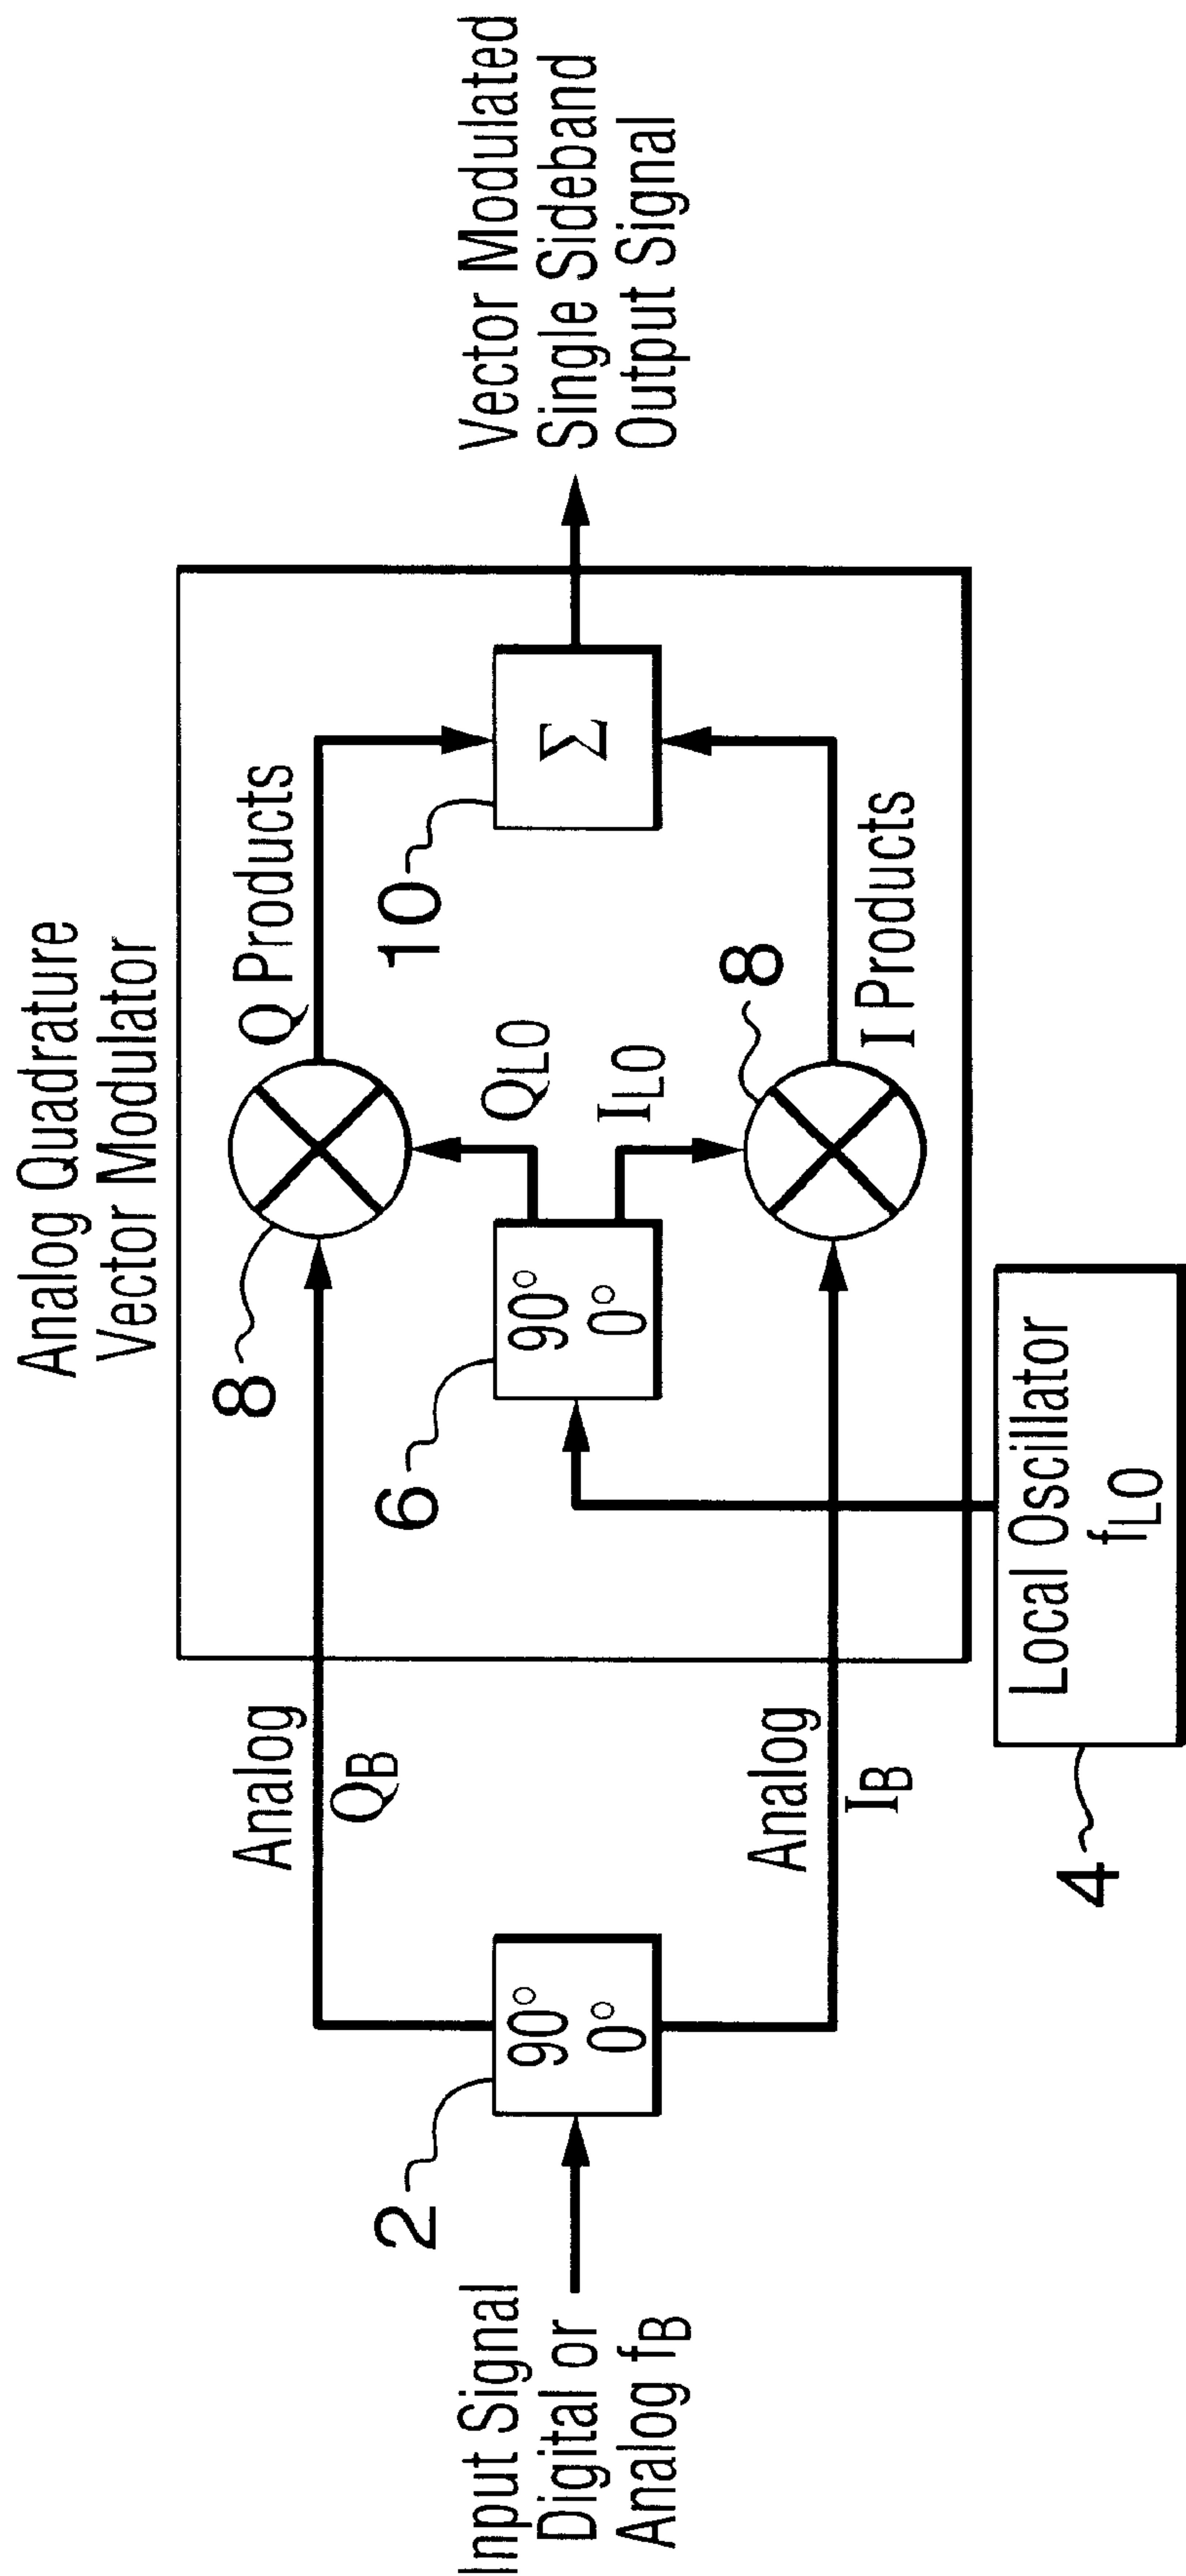 Analog Quadrature
Vector Modulator
Input Signal
Digital or
Analog fB
2
90°
0°
Analog
QB
Analog
IB
4
Local Oscillator
fLO
6
90°
0°
8
QLO
ILO
8
Q Products
I Products
10
Σ
Vector Modulated
Single Sideband
Output Signal